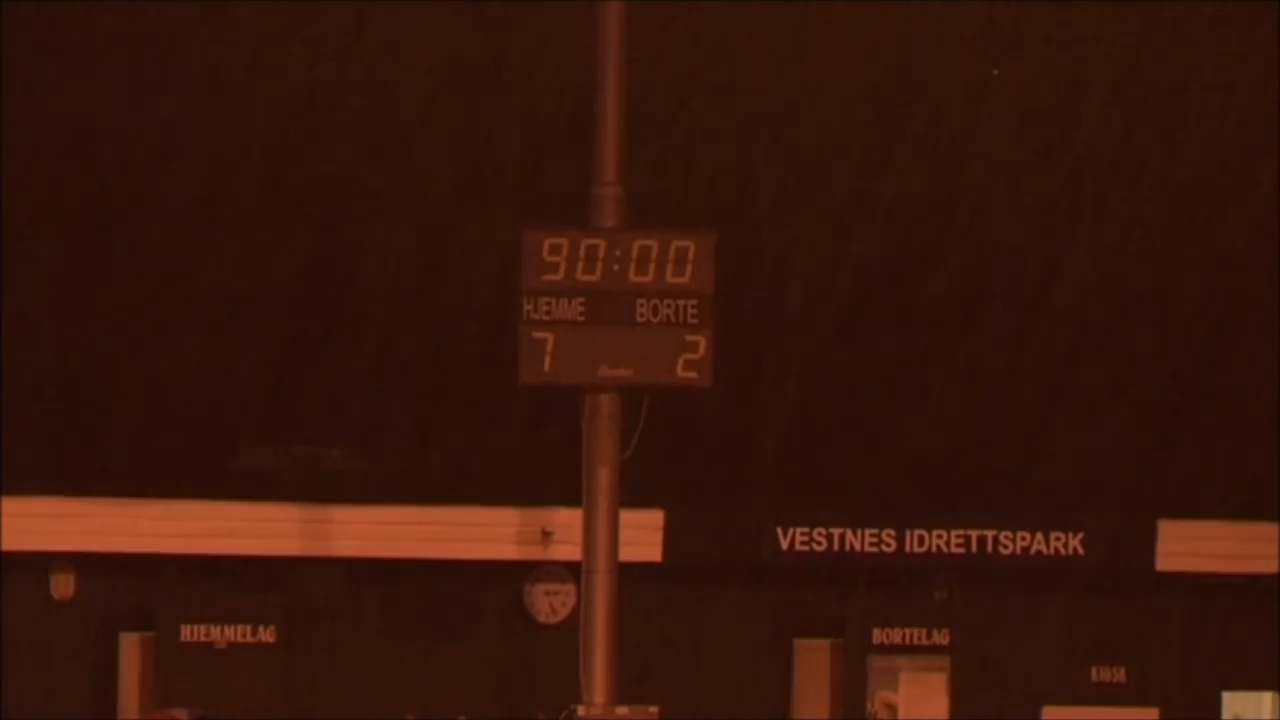 90:00
HJEMME BORTE
7 2
VESTNES IDRETTSPARK
HJEMMELAG
BORTELAG
KIOSK